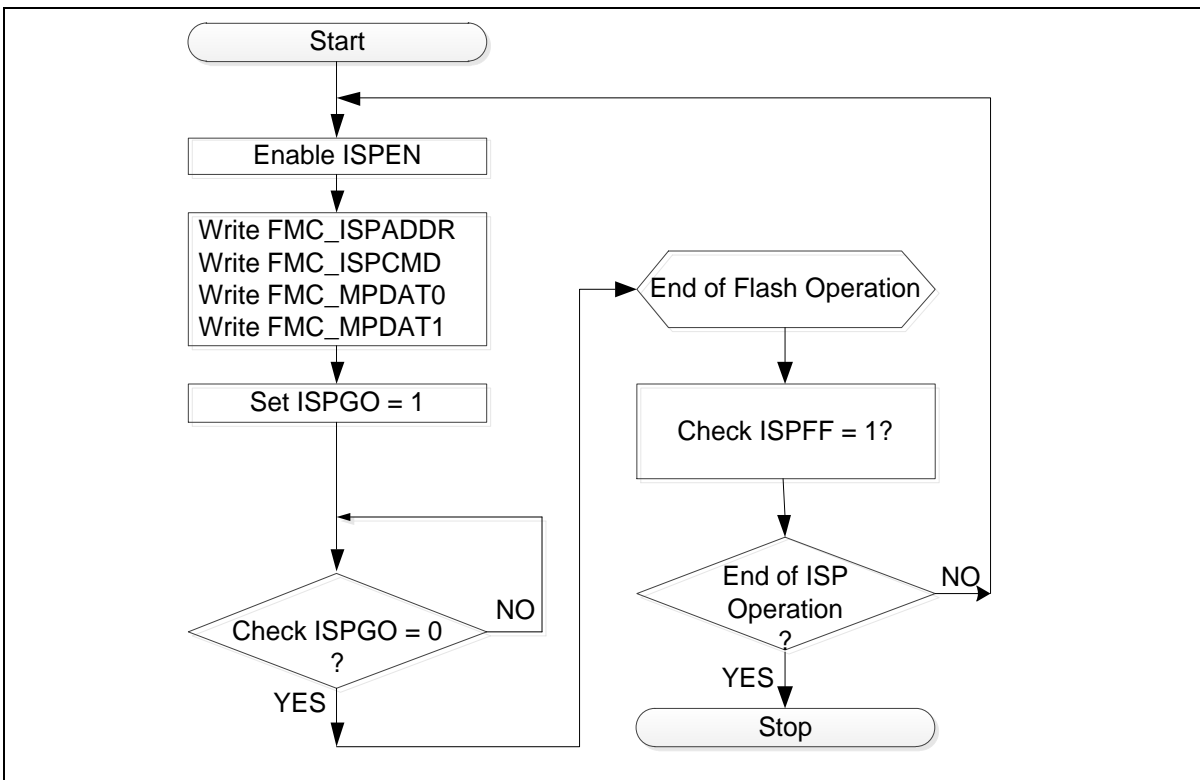 Start
Enable ISPEN
Write FMC_ISPADDR
Write FMC_ISPCMD
Write FMC_MPDAT0
Write FMC_MPDAT1
Set ISPGO = 1
Check ISPGO = 0
?
NO
YES
End of Flash Operation
Check ISPFF = 1?
End of ISP
Operation
?
NO
YES
Stop